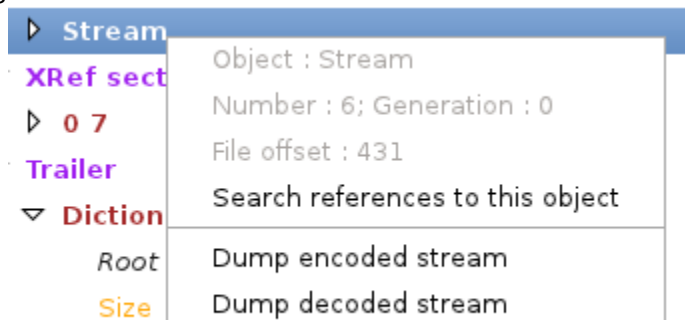 Stream
Object : Stream
XRef sect
Number : 6; Generation : 0
0 7
File offset : 431
Trailer
Search references to this object
Diction
Root
Dump encoded stream
Size
Dump decoded stream